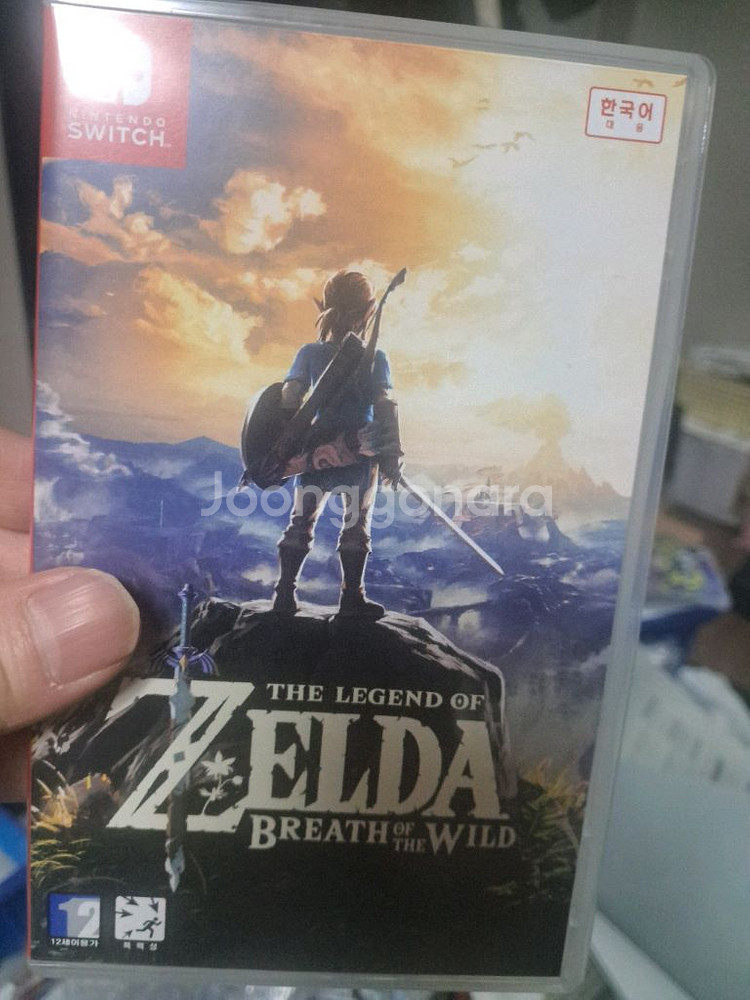 NINTENDO
SWITCH
한국어
대응
Joonggonara
THE LEGEND OF
ZELDA
BREATH OF THE WILD
12
12세이용가
폭력성